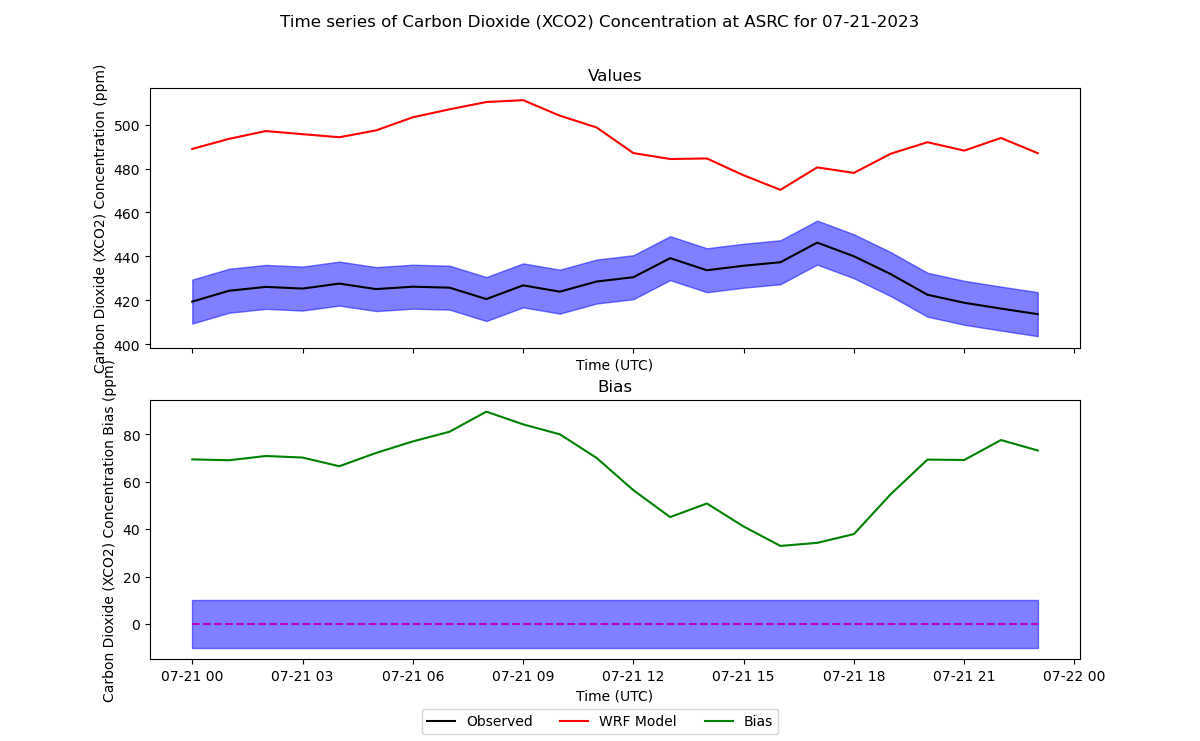 Time series of Carbon Dioxide (XCO2) Concentration at ASRC for 07-21-2023
Values
Carbon Dioxide (XCO2) Concentration (ppm)
500
480
460
440
420
400
Time (UTC)
Bias
Carbon Dioxide (XCO2) Concentration Bias (ppm)
80
60
40
20
0
07-21 00 07-21 03 07-21 06 07-21 09 07-21 12 07-21 15 07-21 18 07-21 21 07-22 00
Time (UTC)
Observed WRF Model Bias